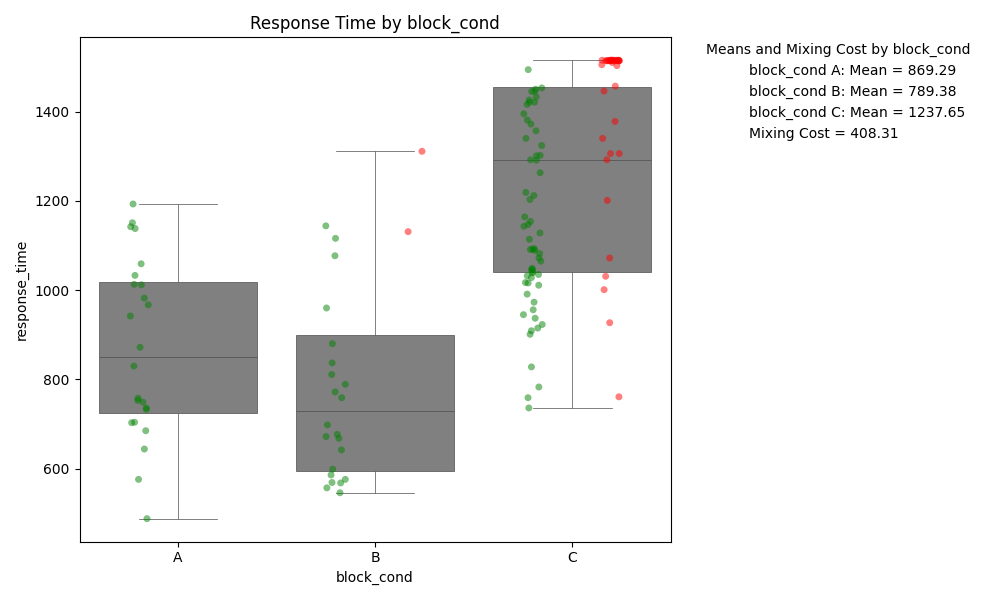 Response Time by block_cond
Means and Mixing Cost by block_cond
block_cond A: Mean = 869.29
block_cond B: Mean = 789.38
block_cond C: Mean = 1237.65
Mixing Cost = 408.31
response_time
1400
1200
1000
800
600
A
B
C
block_cond